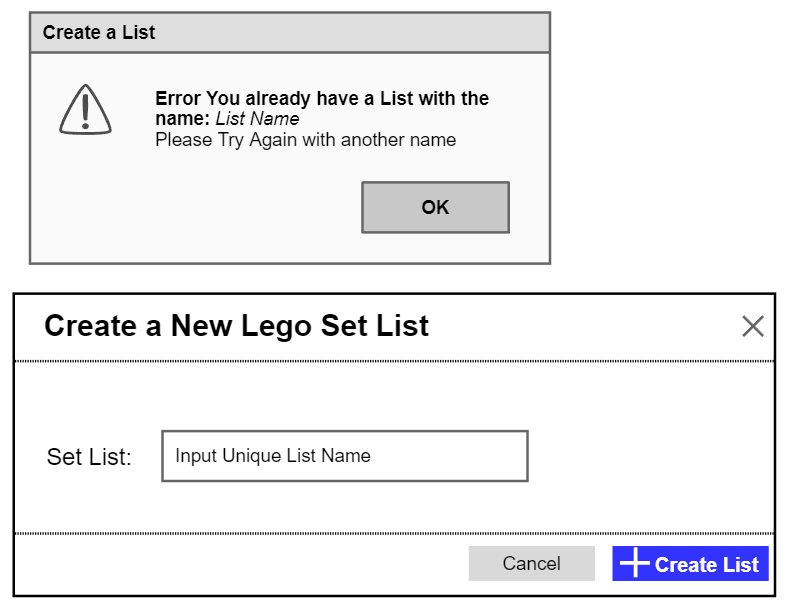 Create a List
Error You already have a List with the
name: List Name
Please Try Again with another name
OK
Create a New Lego Set List
Set List: Input Unique List Name
Cancel Create List